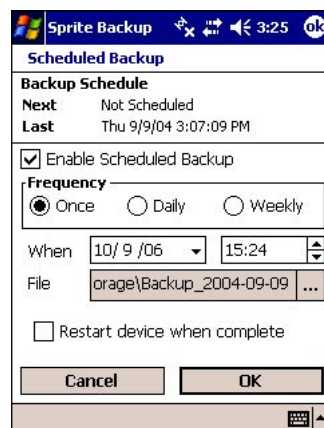 Sprite Backup 3:25 ok
Scheduled Backup
Backup Schedule
Next Not Scheduled
Last Thu 9/9/04 3:07:09 PM
Enable Scheduled Backup
Frequency
Once Daily Weekly
When 10/ 9 /06 15:24
File orage\Backup_2004-09-09 ...
Restart device when complete
Cancel OK